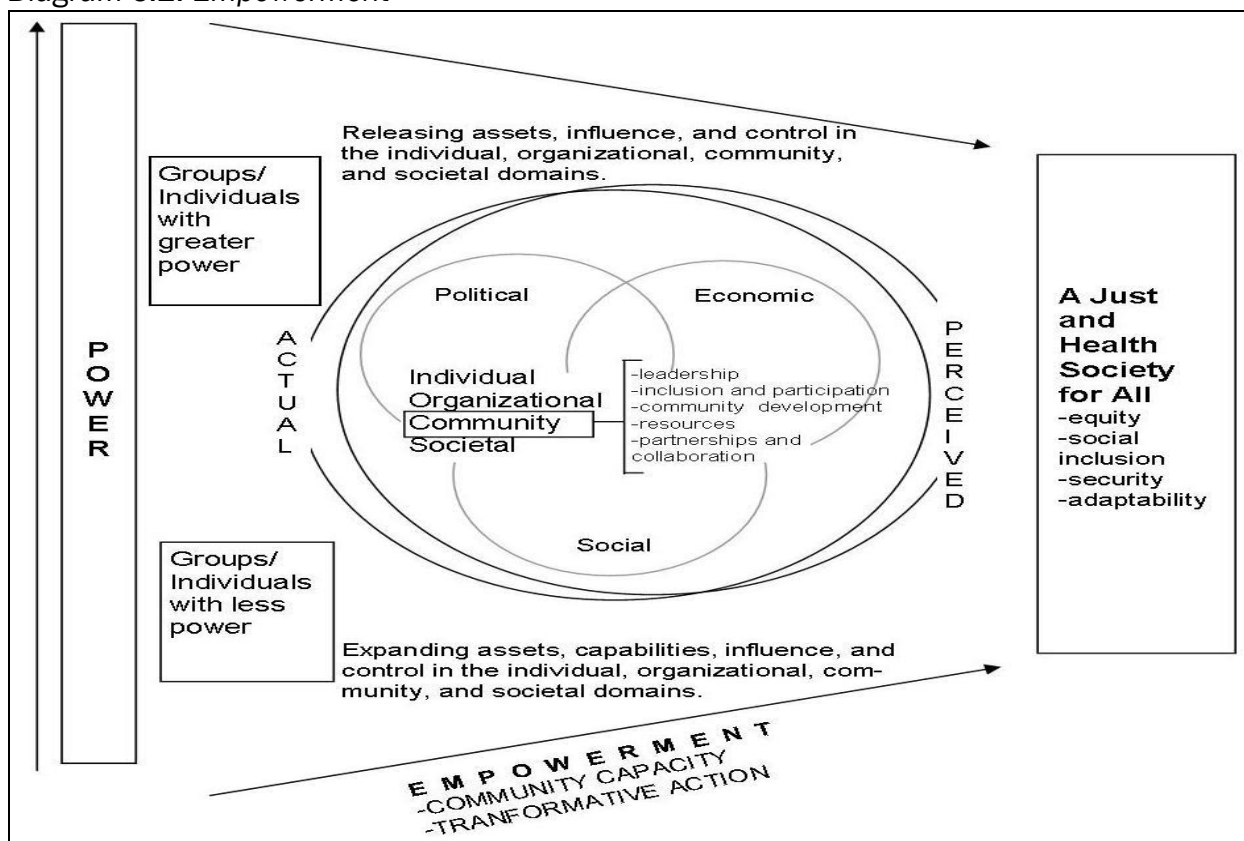 Diagram Empowerment
POWER
Groups/
Individuals
with
greater
power
Releasing assets, influence, and control in
the individual, organizational, community,
and societal domains.
ACTUAL
Political
Economic
Individual
Organizational
Community
Societal
-leadership
-inclusion and participation
-community development
-resources
-partnerships and
collaboration
Social
PERCEIVED
A Just
and
Health
Society
for All
-equity
-social
inclusion
-security
-adaptability
Groups/
Individuals
with less
power
Expanding assets, capabilities, influence, and
control in the individual, organizational, com-
munity, and societal domains.
EMPOWERMENT
-COMMUNITY CAPACITY
-TRANFORMATIVE ACTION